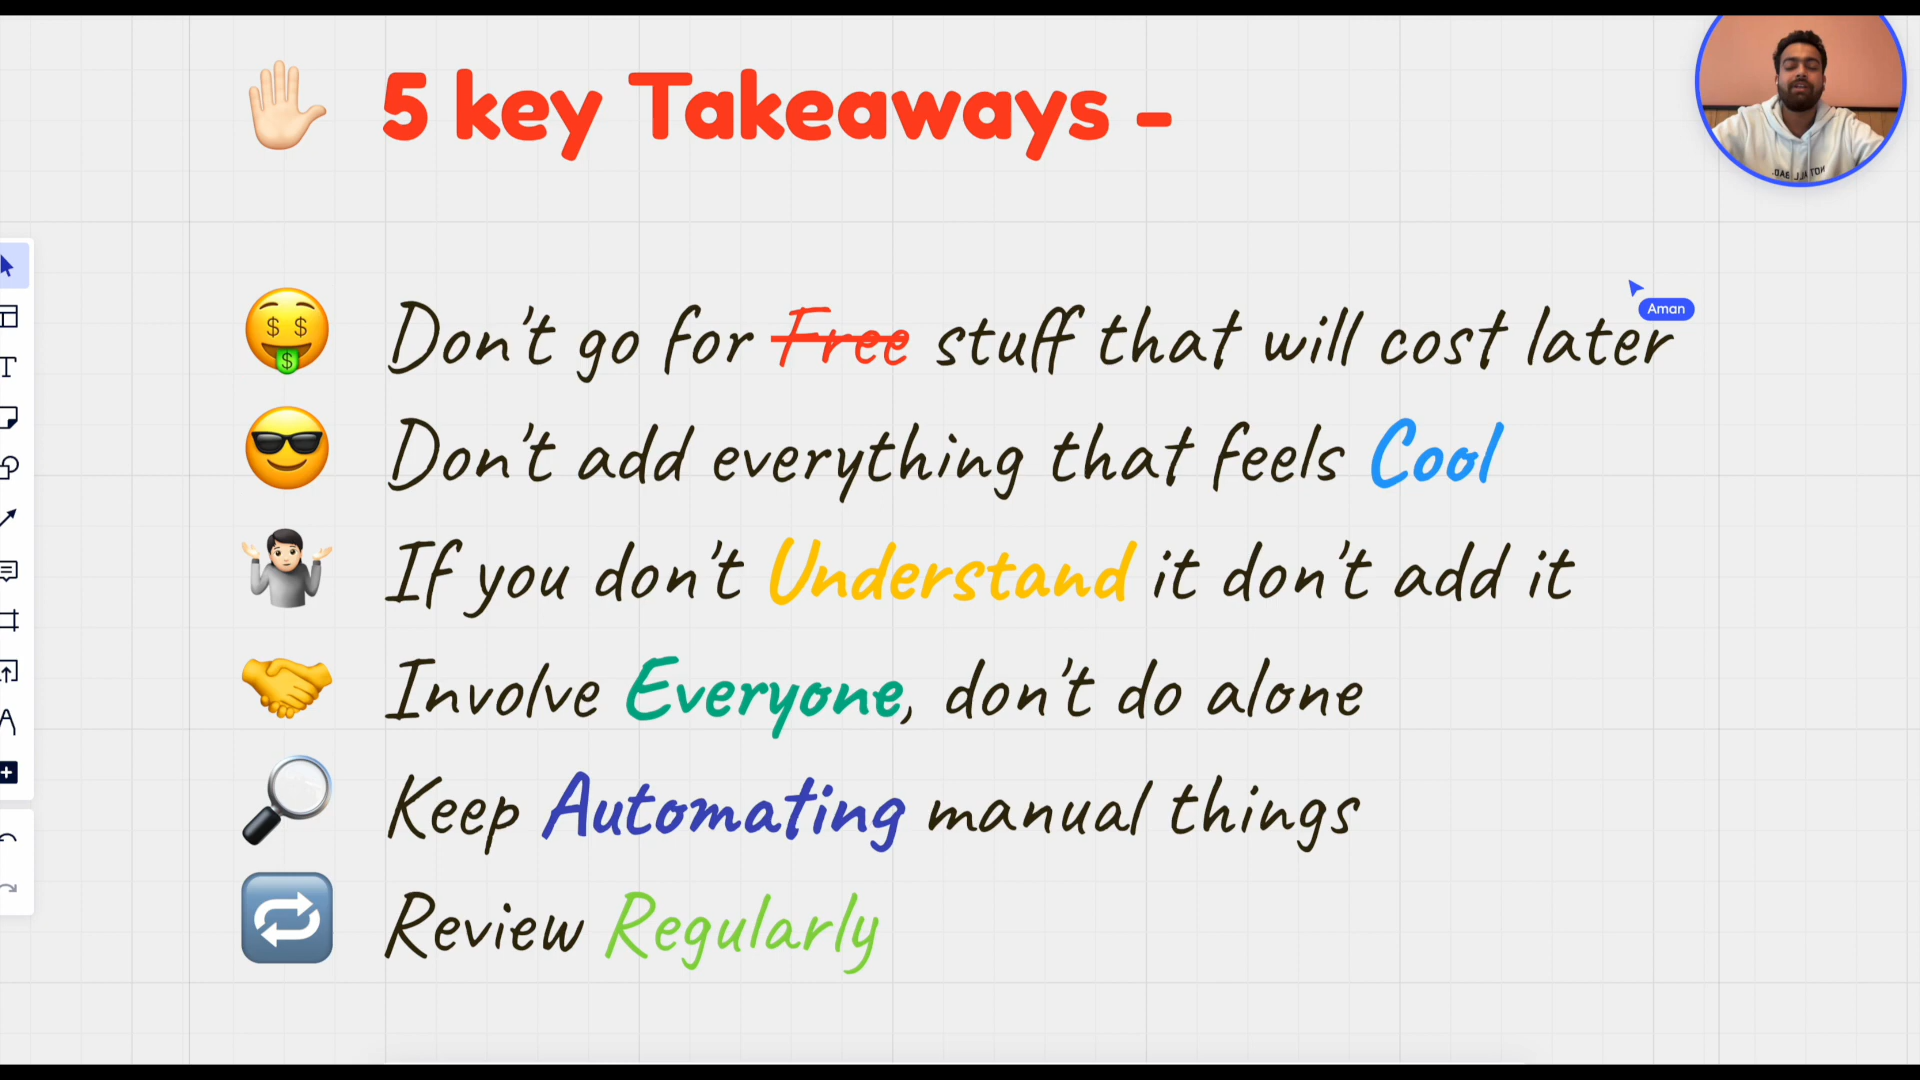 5 key Takeaways -
Aman
Don't go for Free stuff that will cost later
Don't add everything that feels Cool
If you don't Understand it don't add it
Involve Everyone, don't do alone
Keep Automating manual things
Review Regularly